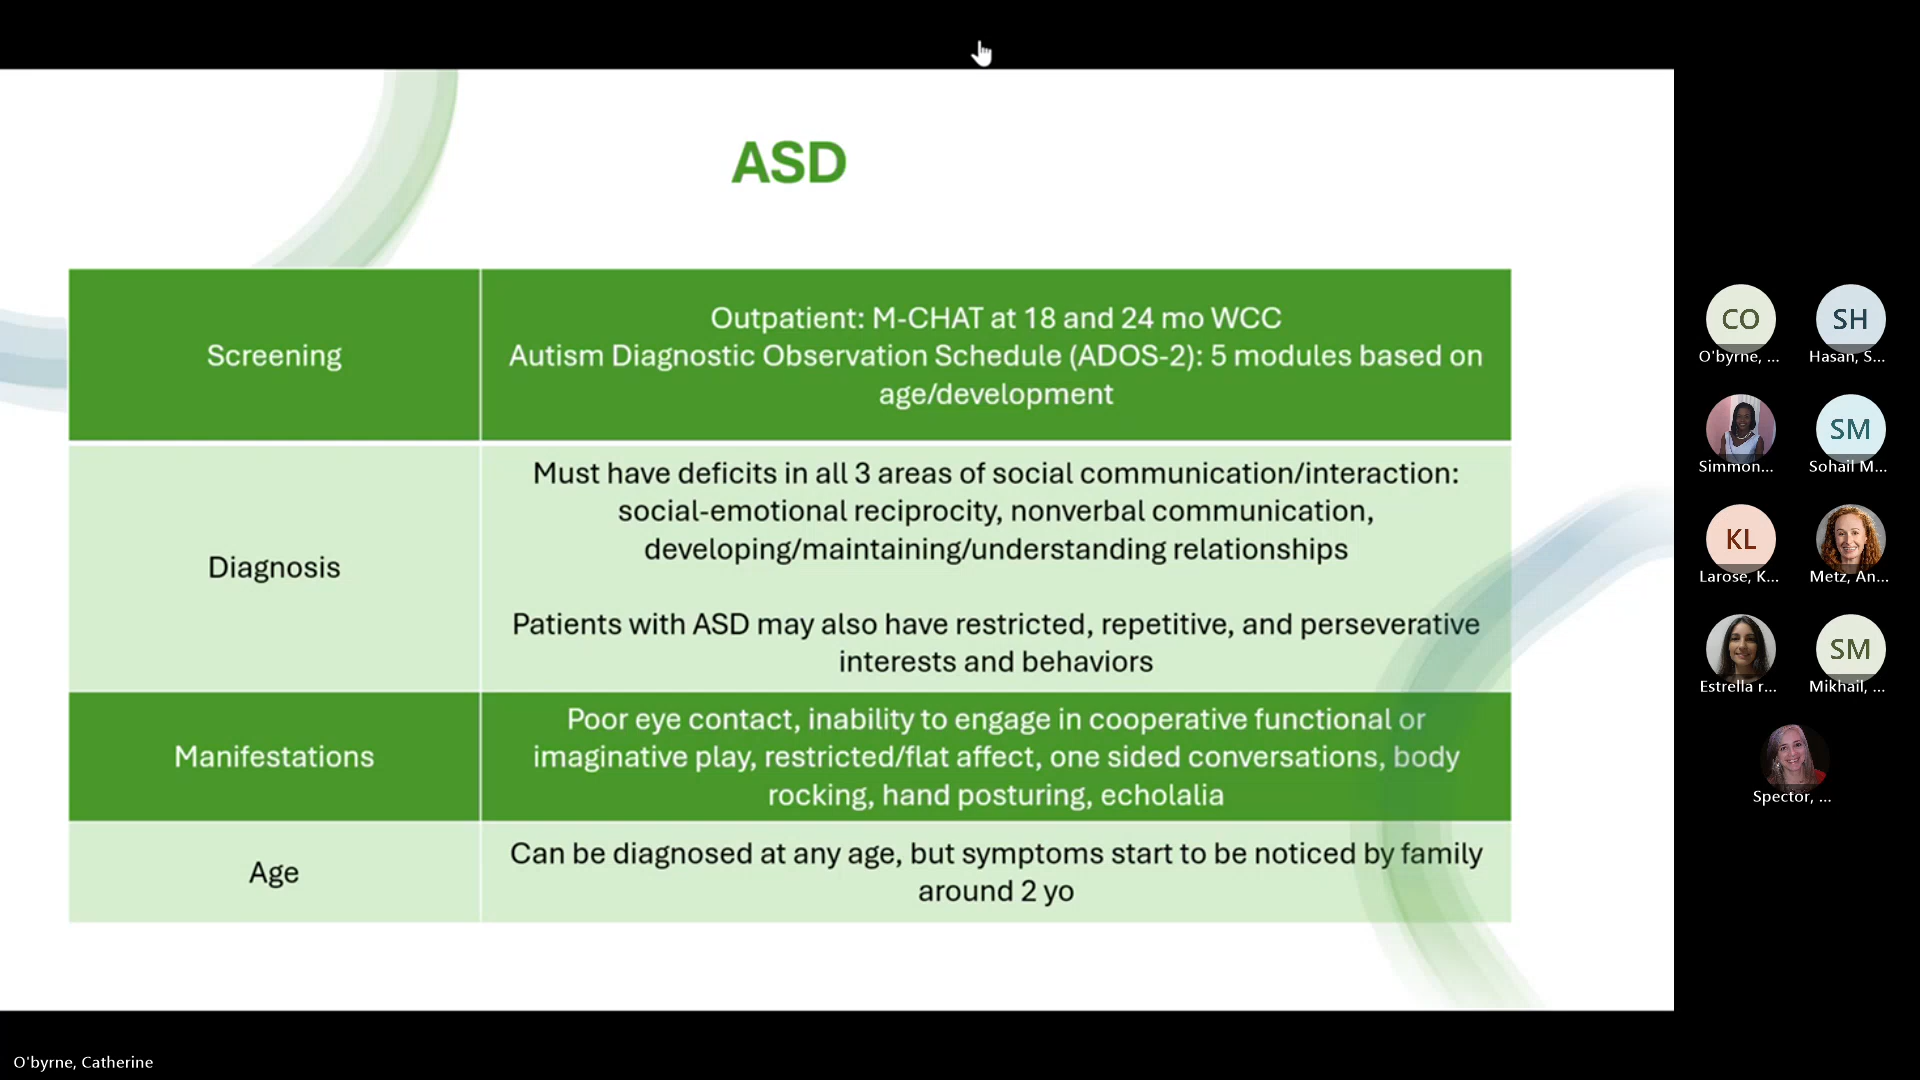 ASD
Screening
Outpatient: M-CHAT at 18 and 24 mo WCC
Autism Diagnostic Observation Schedule (ADOS-2): 5 modules based on
age/development
Diagnosis
Must have deficits in all 3 areas of social communication/interaction:
social-emotional reciprocity, nonverbal communication,
developing/maintaining/understanding relationships
Patients with ASD may also have restricted, repetitive, and perseverative
interests and behaviors
Manifestations
Poor eye contact, inability to engage in cooperative functional or
imaginative play, restricted/flat affect, one sided conversations, body
rocking, hand posturing, echolalia
Age
Can be diagnosed at any age, but symptoms start to be noticed by family
around 2 yo
CO
O'byrne, ...
SH
Hasan, S...
Simmon...
SM
Sohail M...
KL
Larose, K...
Metz, An...
Estrella r...
SM
Mikhail, ...
Spector, ...
O'byrne, Catherine